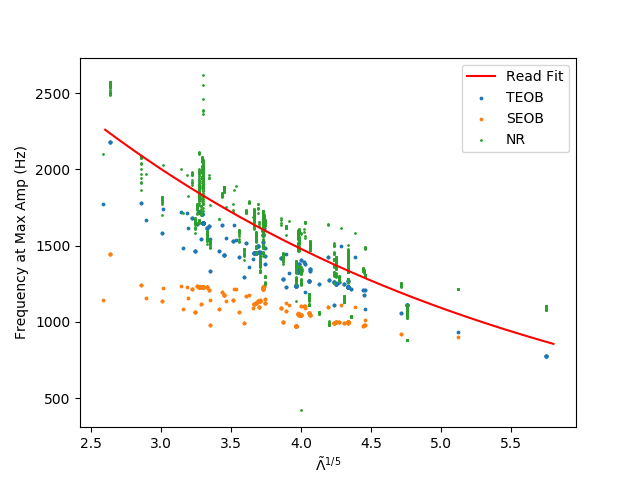 Read Fit
TEOB
SEOB
NR
2500
2000
1500
1000
500
Frequency at Max Amp (Hz)
2.5 3.0 3.5 4.0 4.5 5.0 5.5
Λ̃^{1/5}